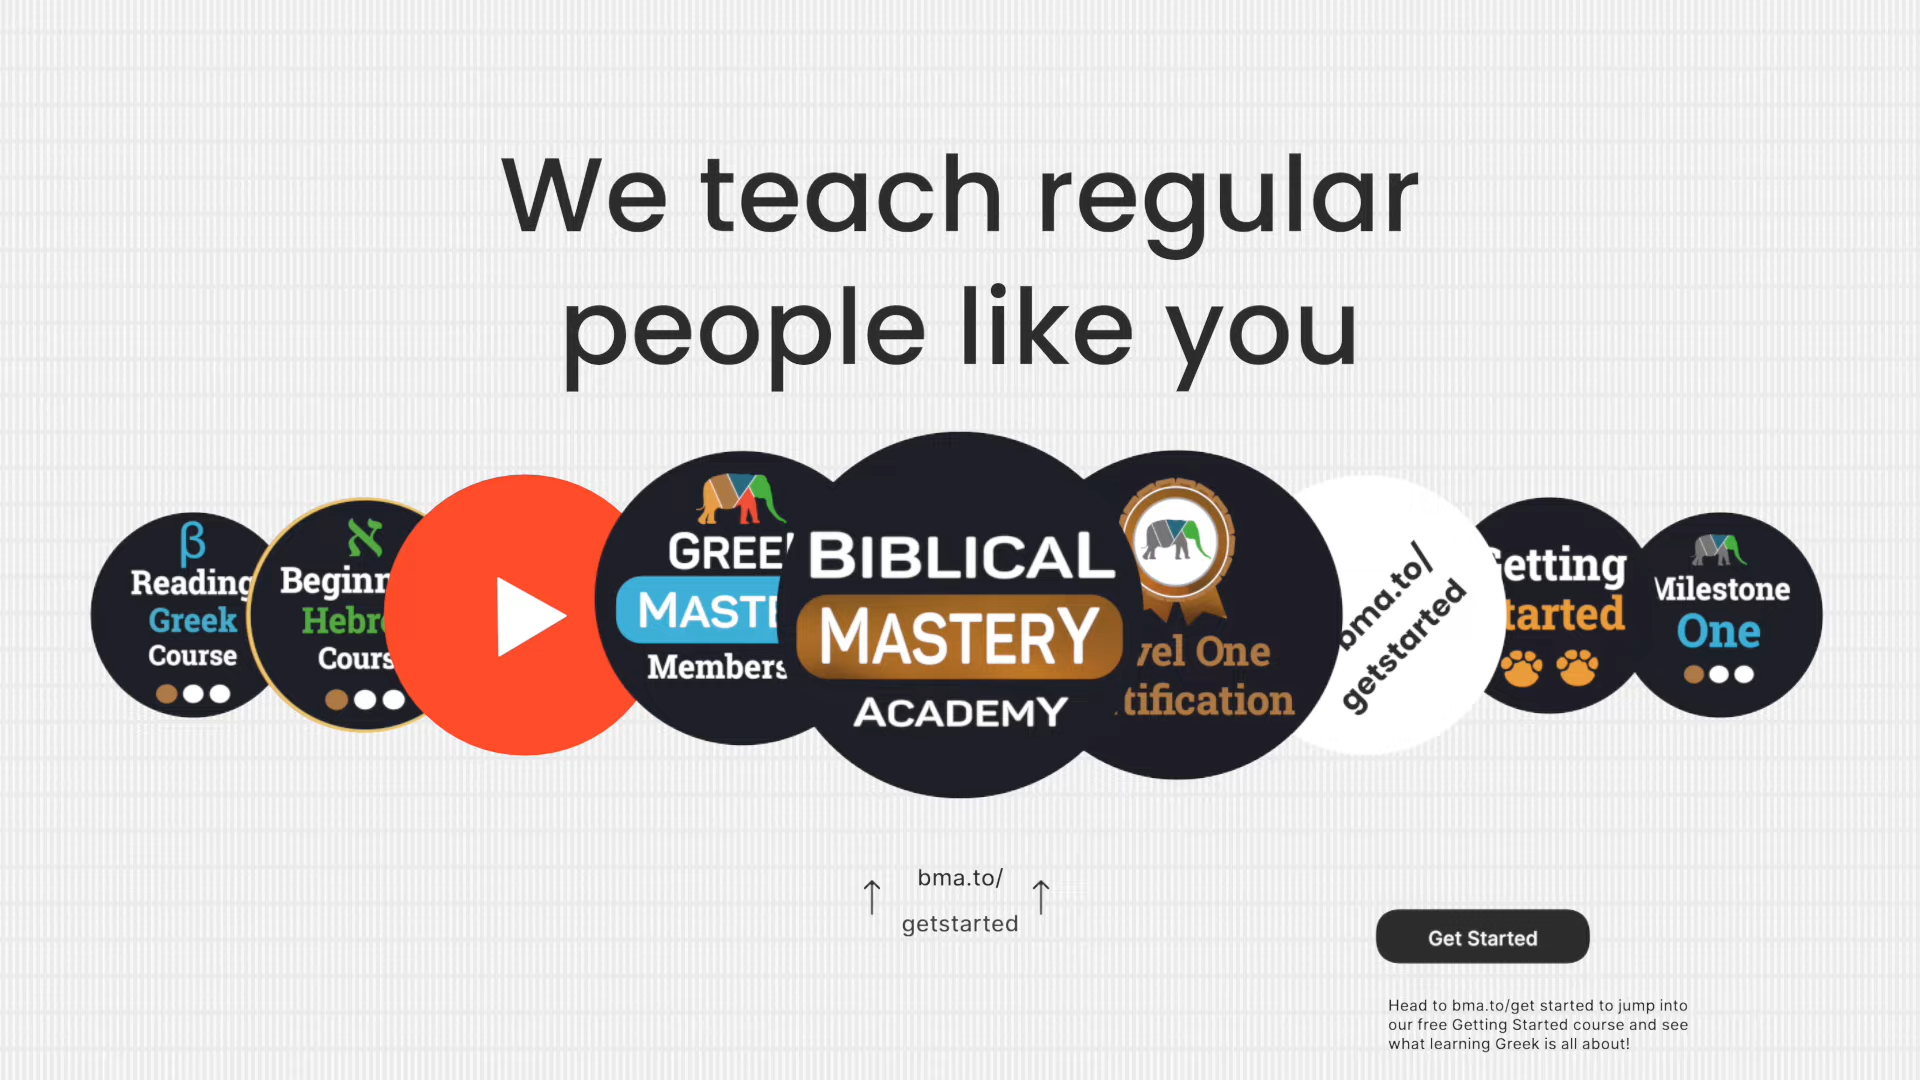 We teach regular
people like you
β
Reading
Greek
Course
א
Beginn
Hebr
Cours
GREE
MASTE
Members
BIBLICAL
MASTERY
ACADEMY
vel One
tification
bma.to/
getstarted
etting
tarted
Milestone
One
bma.to/
getstarted
Get Started
Head to bma.to/get started to jump into
our free Getting Started course and see
what learning Greek is all about!